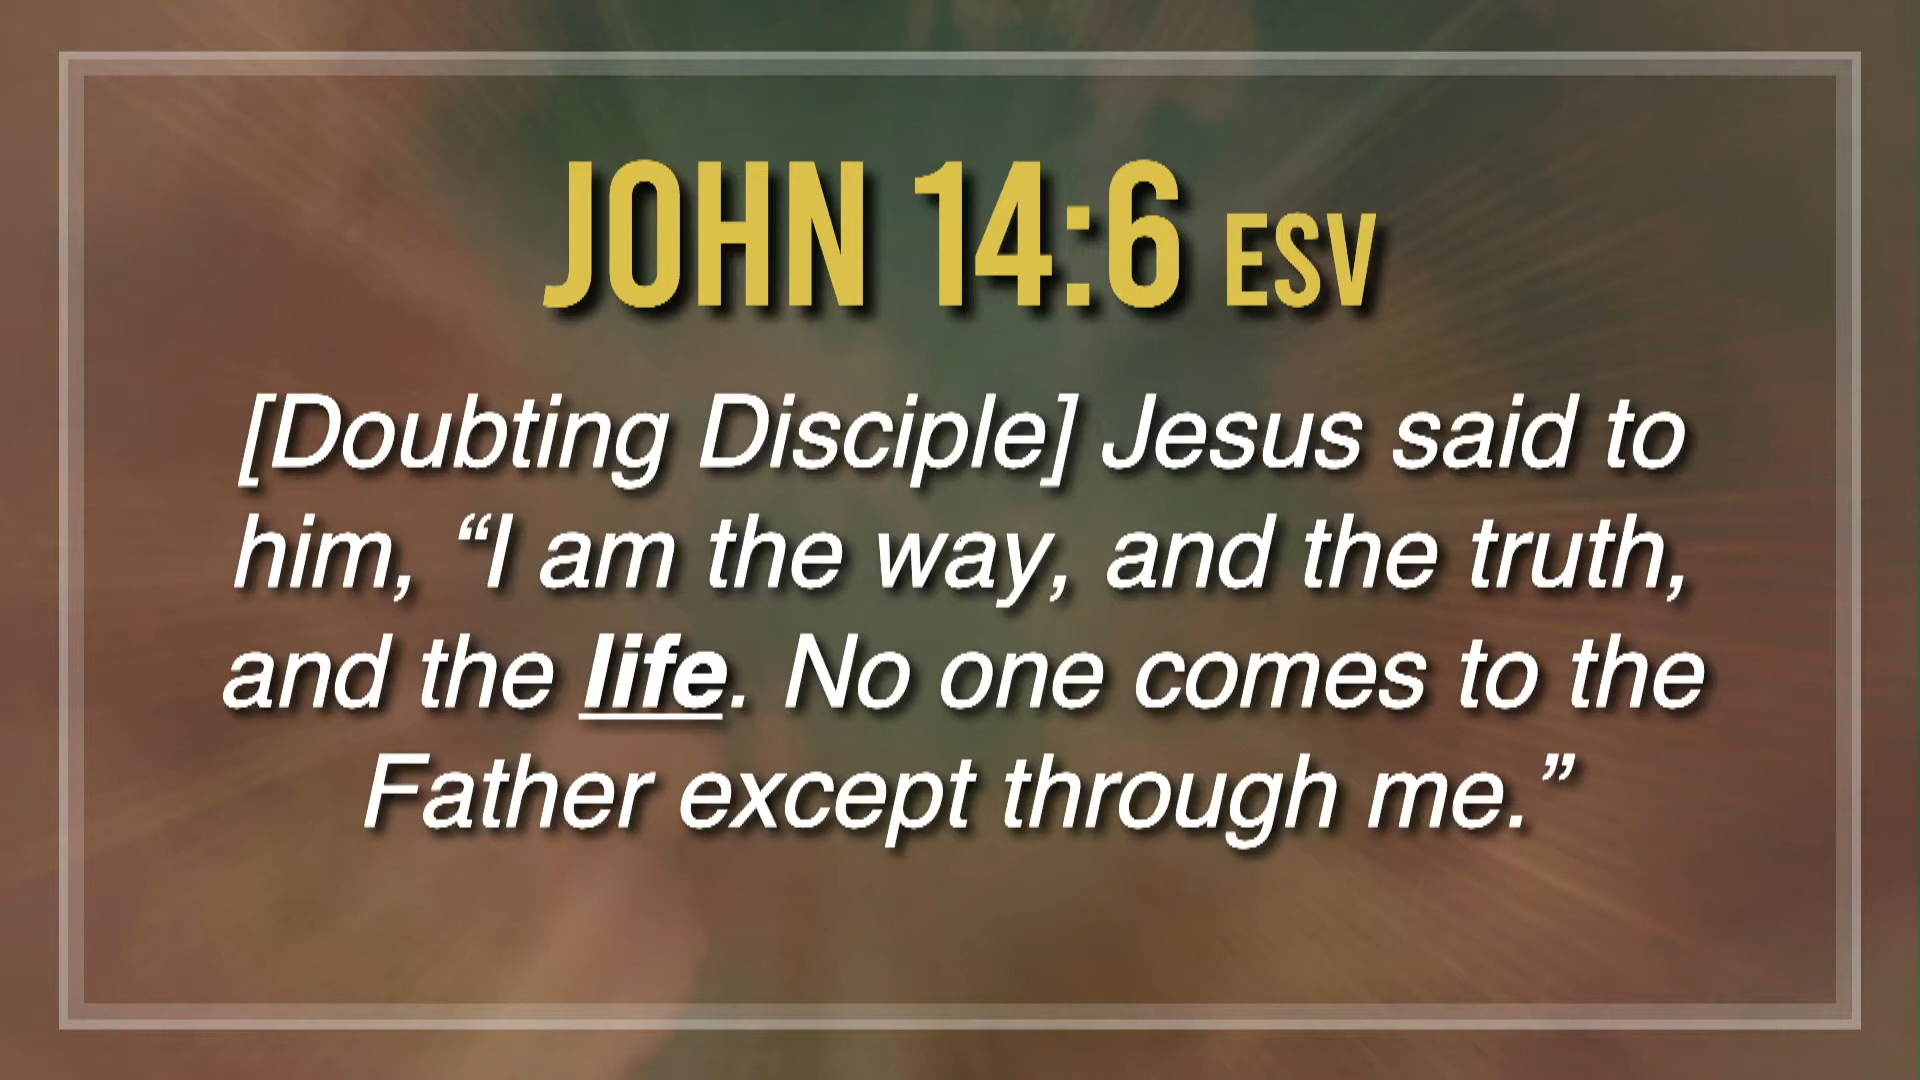 JOHN 14:6 ESV
[Doubting Disciple] Jesus said to
him, “I am the way, and the truth,
and the life. No one comes to the
Father except through me.”